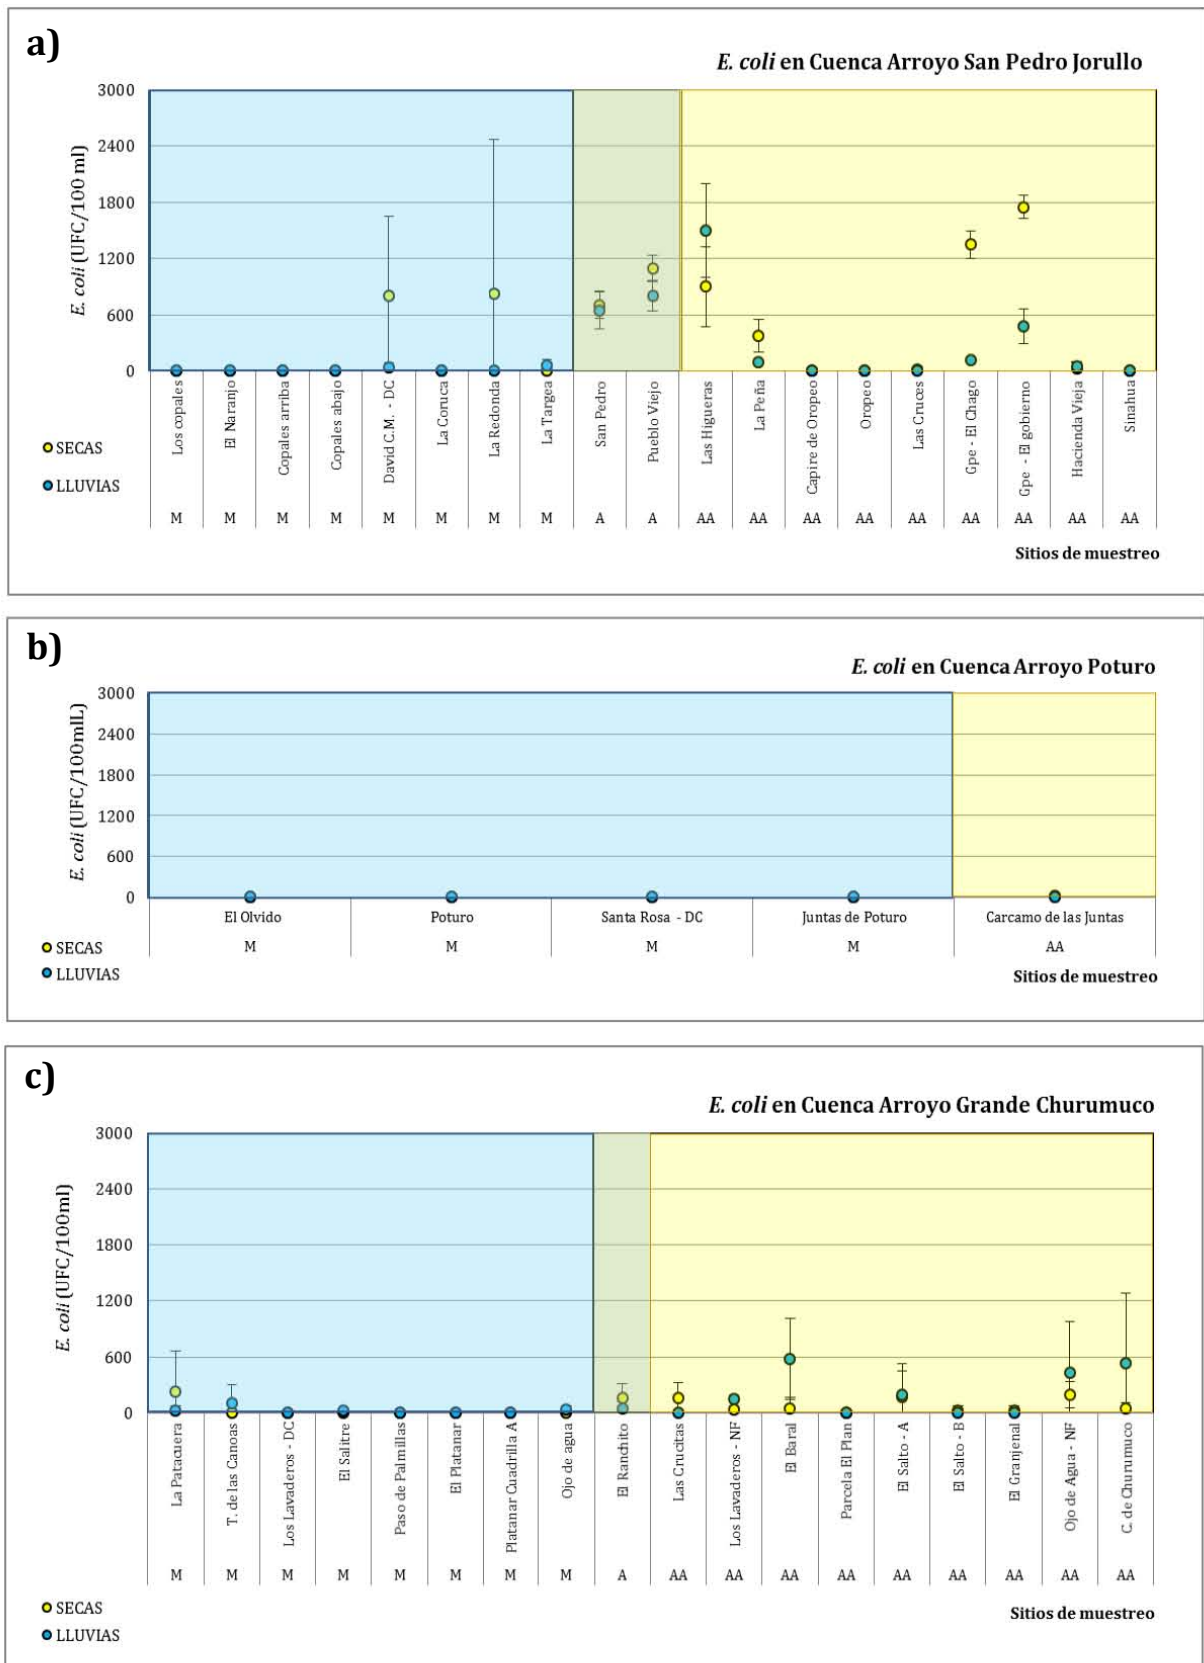 a)
E. coli en Cuenca Arroyo San Pedro Jorullo
E. coli (UFC/100 ml)
3000
2400
1800
1200
600
0
Los copales
El Naranjo
Copales arriba
Copales abajo
David C.M. - DC
La Coruca
La Redonda
La Targea
San Pedro
Pueblo Viejo
Las Higueras
La Peña
Capire de Oropeo
Oropeo
Las Cruces
Gpe - El Chago
Gpe - El gobierno
Hacienda Vieja
Sinahua
M M M M M M M M A A AA AA AA AA AA AA AA AA AA
SECAS
LLUVIAS
Sitios de muestreo
b)
E. coli en Cuenca Arroyo Poturo
E. coli (UFC/100mlL)
3000
2400
1800
1200
600
0
El Olvido Poturo Santa Rosa - DC Juntas de Poturo Carcamo de las Juntas
M M M M AA
SECAS
LLUVIAS
Sitios de muestreo
c)
E. coli en Cuenca Arroyo Grande Churumuco
E. coli (UFC/100ml)
3000
2400
1800
1200
600
0
La Patacuera
T. de las Canoas
Los Lavaderos - DC
El Salitre
Paso de Palmillas
El Platanar
Platanar Cuadrilla A
Ojo de agua
El Ranchito
Las Crucitas
Los Lavaderos - NF
El Baral
Parcela El Plan
El Salto - A
El Salto - B
El Granjenal
Ojo de Agua - NF
C. de Churumuco
M M M M M M M M A AA AA AA AA AA AA AA AA AA
SECAS
LLUVIAS
Sitios de muestreo